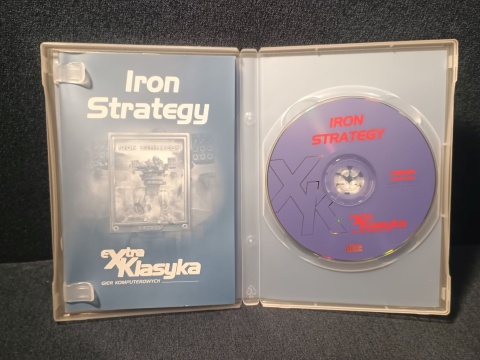 Iron
Strategy
eXtra
Klasyka
GIER KOMPUTEROWYCH
IRON
STRATEGY